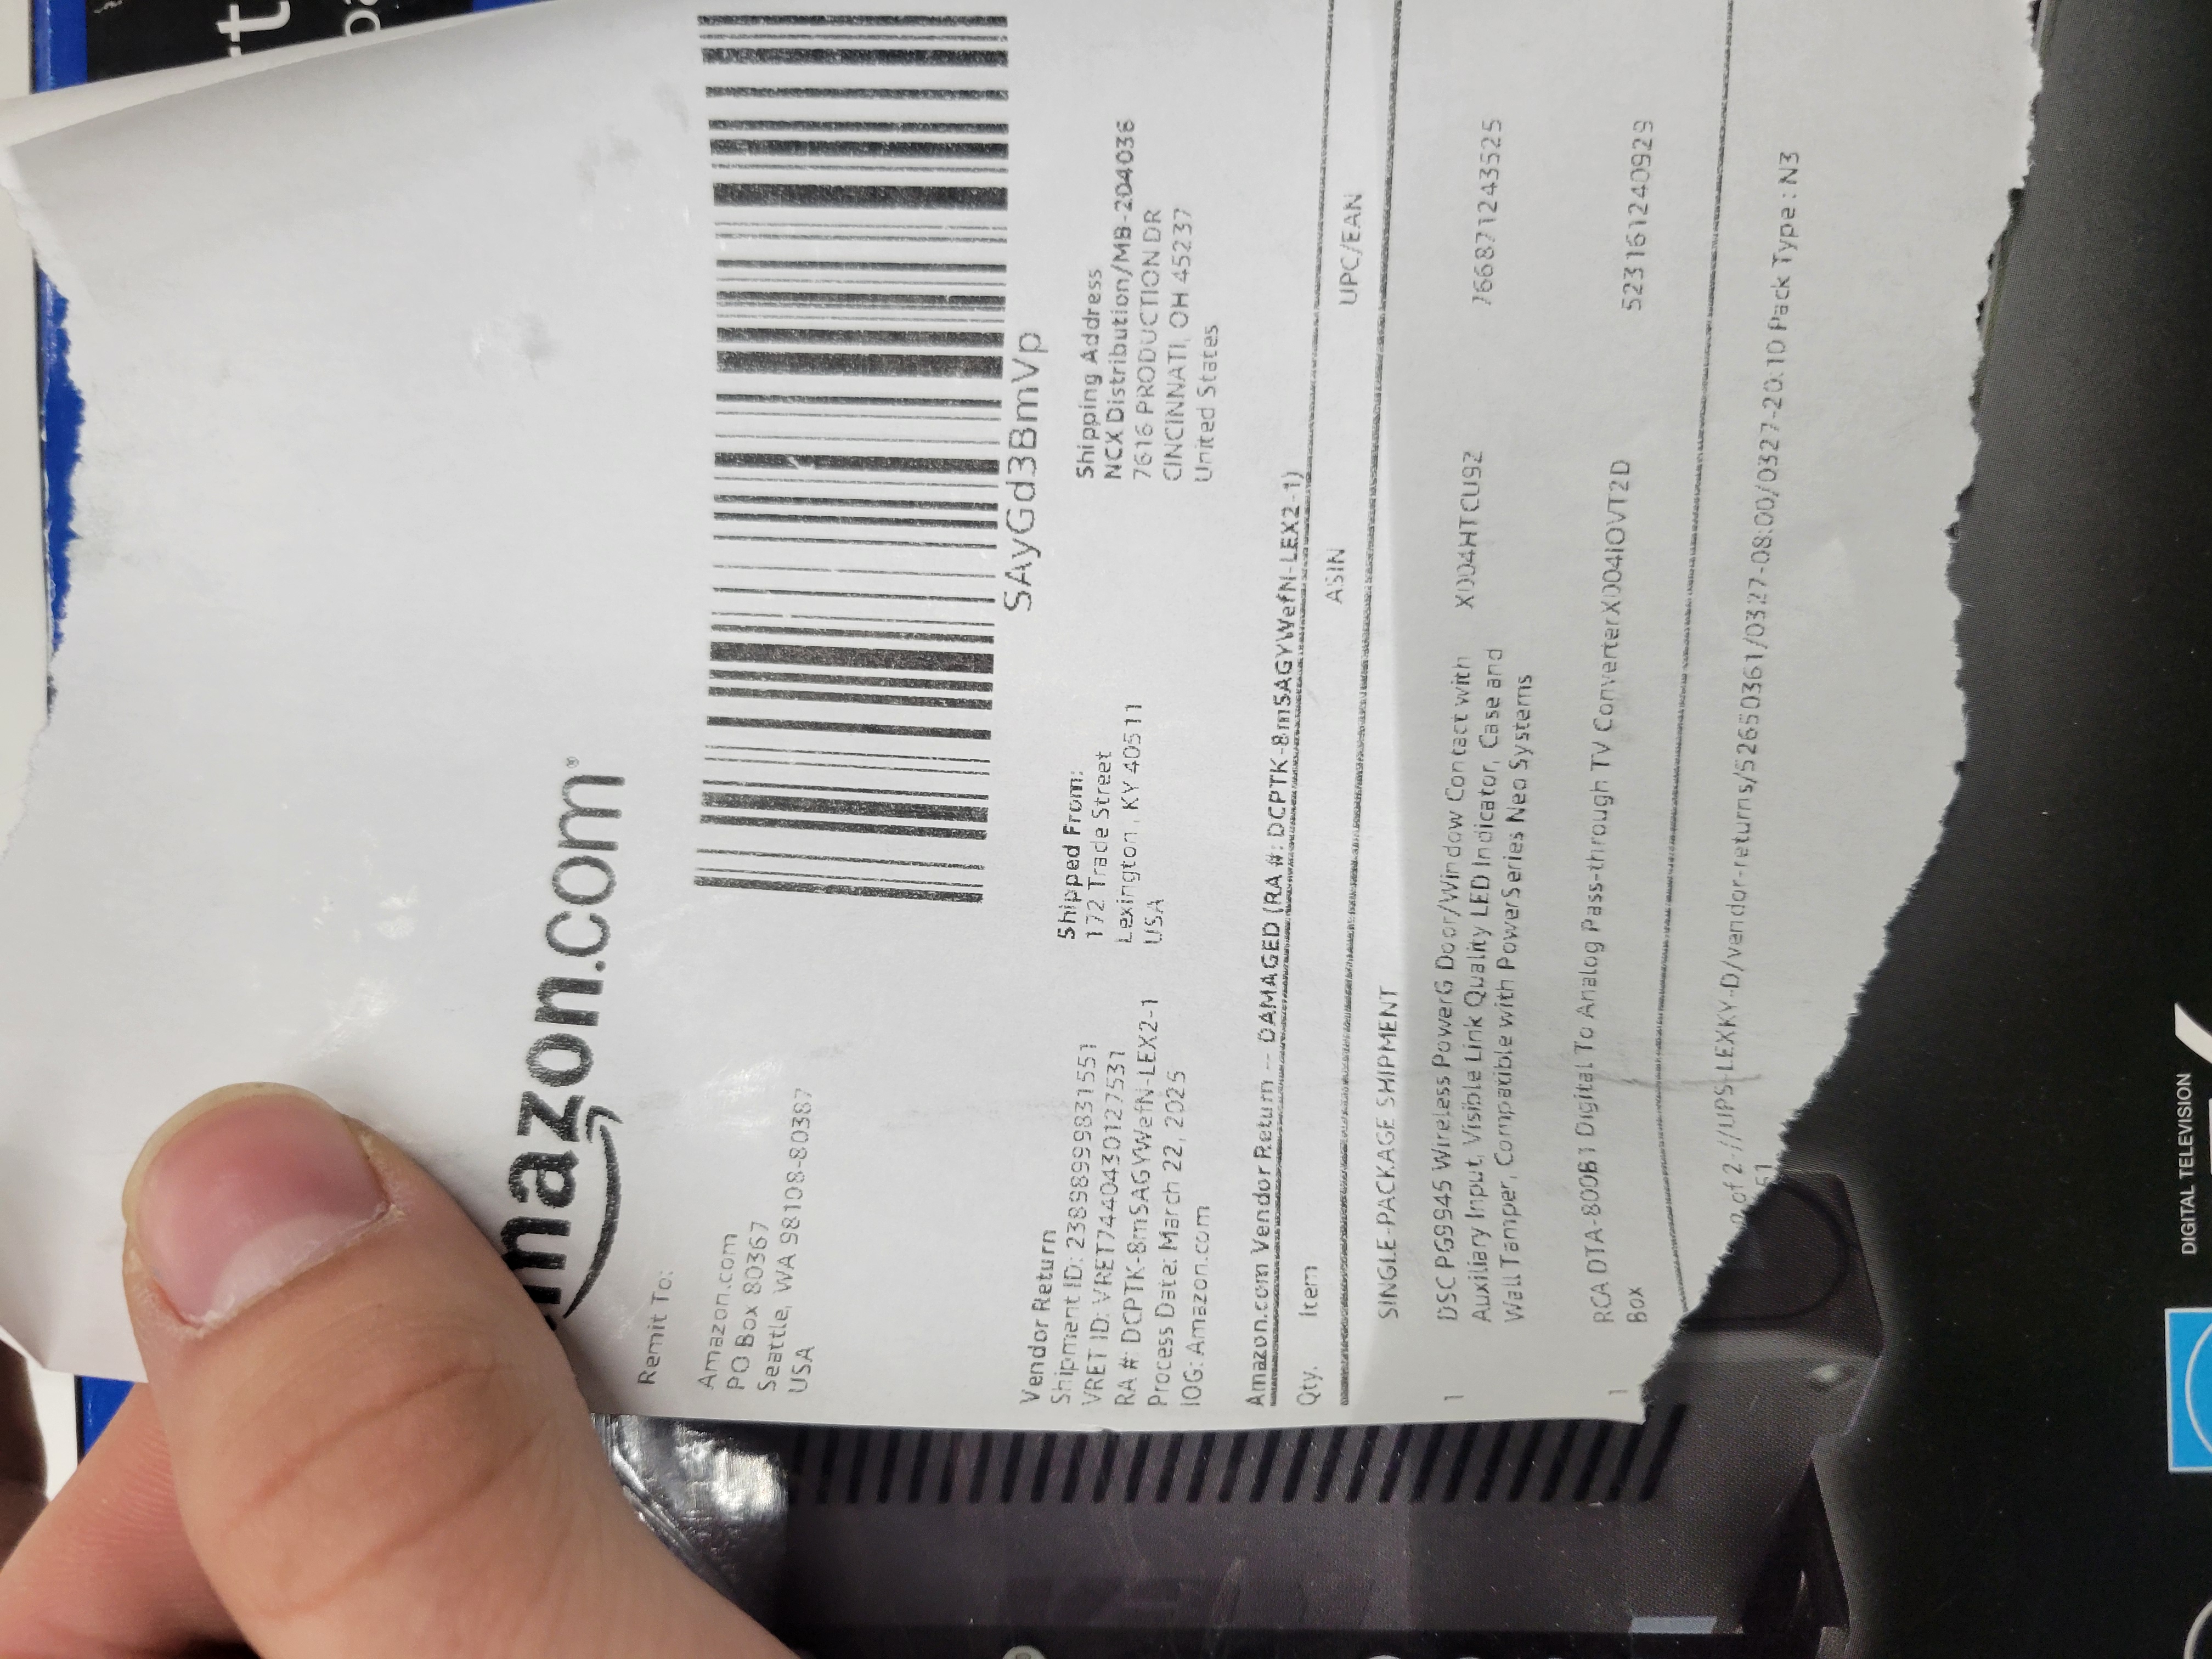 amazon.com
Remit To:
Amazon.com
PO Box 80367
Seattle, WA 98108-80387
USA
SAyGd3BmVp
Vendor Return
Shipment ID: 23898999831551
VRET ID: VRET7440430127531
RA #: DCPTK-8mSAGYWefN-LEX2-1
Process Date: March 22, 2025
IOG: Amazon.com
Shipped From:
172 Trade Street
Lexington, KY 40511
USA
Shipping Address
NCX Distribution/MB-204036
7616 PRODUCTION DR
CINCINNATI, OH 45237
United States
Amazon.com Vendor Return -- DAMAGED (RA #: DCPTK-8mSAGYWefN-LEX2-1)
Qty. Item ASIN UPC/EAN
SINGLE-PACKAGE SHIPMENT
1 DSC PG9945 Wireless PowerG Door/Window Contact with X004HTCU9Z 766871243525
Auxiliary Input, Visible Link Quality LED Indicator, Case and
Wall Tamper, Compatible with PowerSeries Neo Systems
1 RCA DTA-800B1 Digital To Analog Pass-through TV Converter X004IOVT2D 523161240929
Box
of 2-//UPS-LEXKY-D/vendor-returns/52650361/0327-08:00/0327-20:10 Pack Type : N3
51
DIGITAL TELEVISION